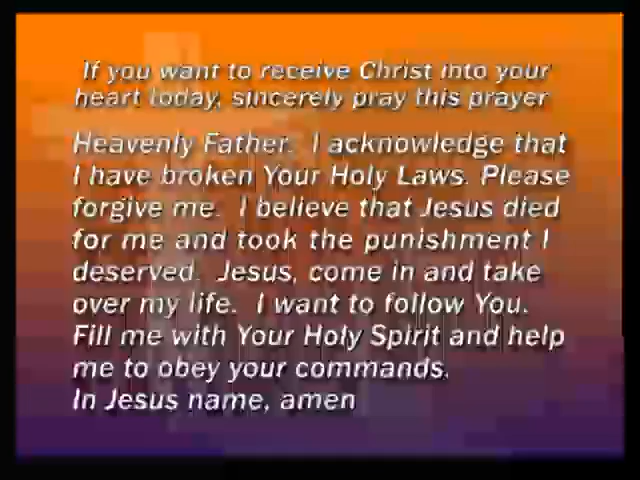 If you want to receive Christ into your
heart today, sincerely pray this prayer
Heavenly Father. I acknowledge that
I have broken Your Holy Laws. Please
forgive me. I believe that Jesus died
for me and took the punishment I
deserved. Jesus, come in and take
over my life. I want to follow You.
Fill me with Your Holy Spirit and help
me to obey your commands.
In Jesus name, amen